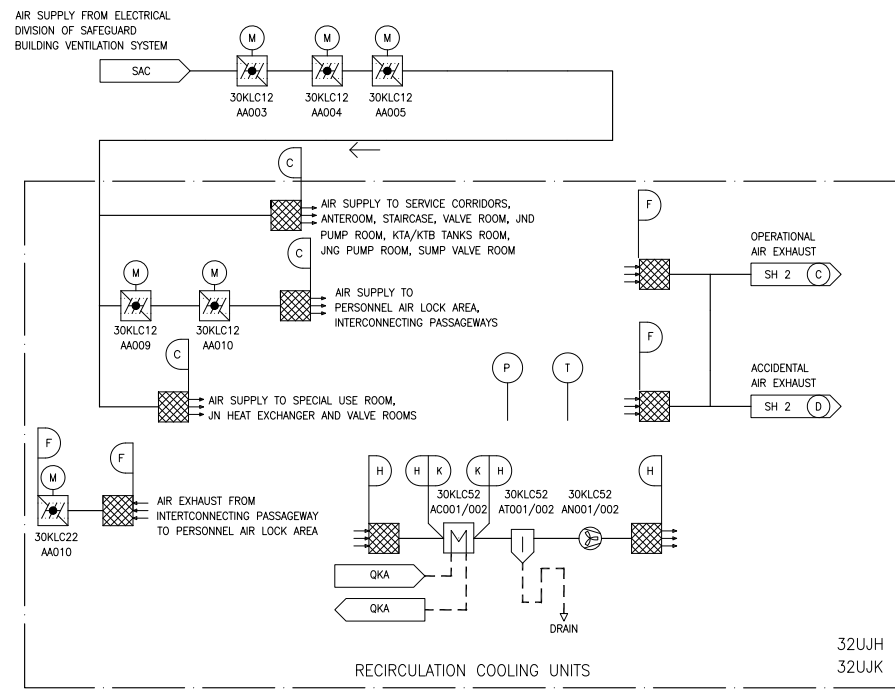 AIR SUPPLY FROM ELECTRICAL
DIVISION OF SAFEGUARD
BUILDING VENTILATION SYSTEM
SAC
M
M
M
30KLC12
AA003
30KLC12
AA004
30KLC12
AA005
C
AIR SUPPLY TO SERVICE CORRIDORS,
ANTEROOM, STAIRCASE, VALVE ROOM, JND
PUMP ROOM, KTA/KTB TANKS ROOM,
JNG PUMP ROOM, SUMP VALVE ROOM
F
OPERATIONAL
AIR EXHAUST
SH 2 C
M
M
C
30KLC12
AA009
30KLC12
AA010
AIR SUPPLY TO
PERSONNEL AIR LOCK AREA,
INTERCONNECTING PASSAGEWAYS
C
AIR SUPPLY TO SPECIAL USE ROOM,
JN HEAT EXCHANGER AND VALVE ROOMS
P
T
F
ACCIDENTAL
AIR EXHAUST
SH 2 D
F
M
F
30KLC22
AA010
AIR EXHAUST FROM
INTERTCONNECTING PASSAGEWAY
TO PERSONNEL AIR LOCK AREA
H
H K
K H
H
30KLC52
AC001/002
30KLC52
AT001/002
30KLC52
AN001/002
QKA
QKA
DRAIN
RECIRCULATION COOLING UNITS
32UJH
32UJK